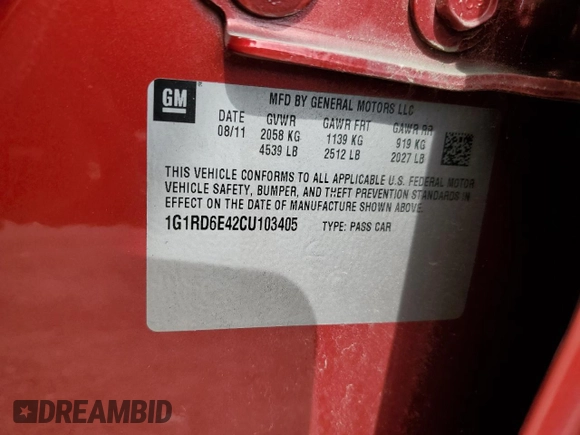 GM
MFD BY GENERAL MOTORS LLC
DATE GVWR GAWR FRT GAWR RR
08/11 2058 KG 1139 KG 919 KG
4539 LB 2512 LB 2027 LB
THIS VEHICLE CONFORMS TO ALL APPLICABLE U.S. FEDERAL MOTOR
VEHICLE SAFETY, BUMPER, AND THEFT PREVENTION STANDARDS IN
EFFECT ON THE DATE OF MANUFACTURE SHOWN ABOVE.
1G1RD6E42CU103405 TYPE: PASS CAR
DREAMBID